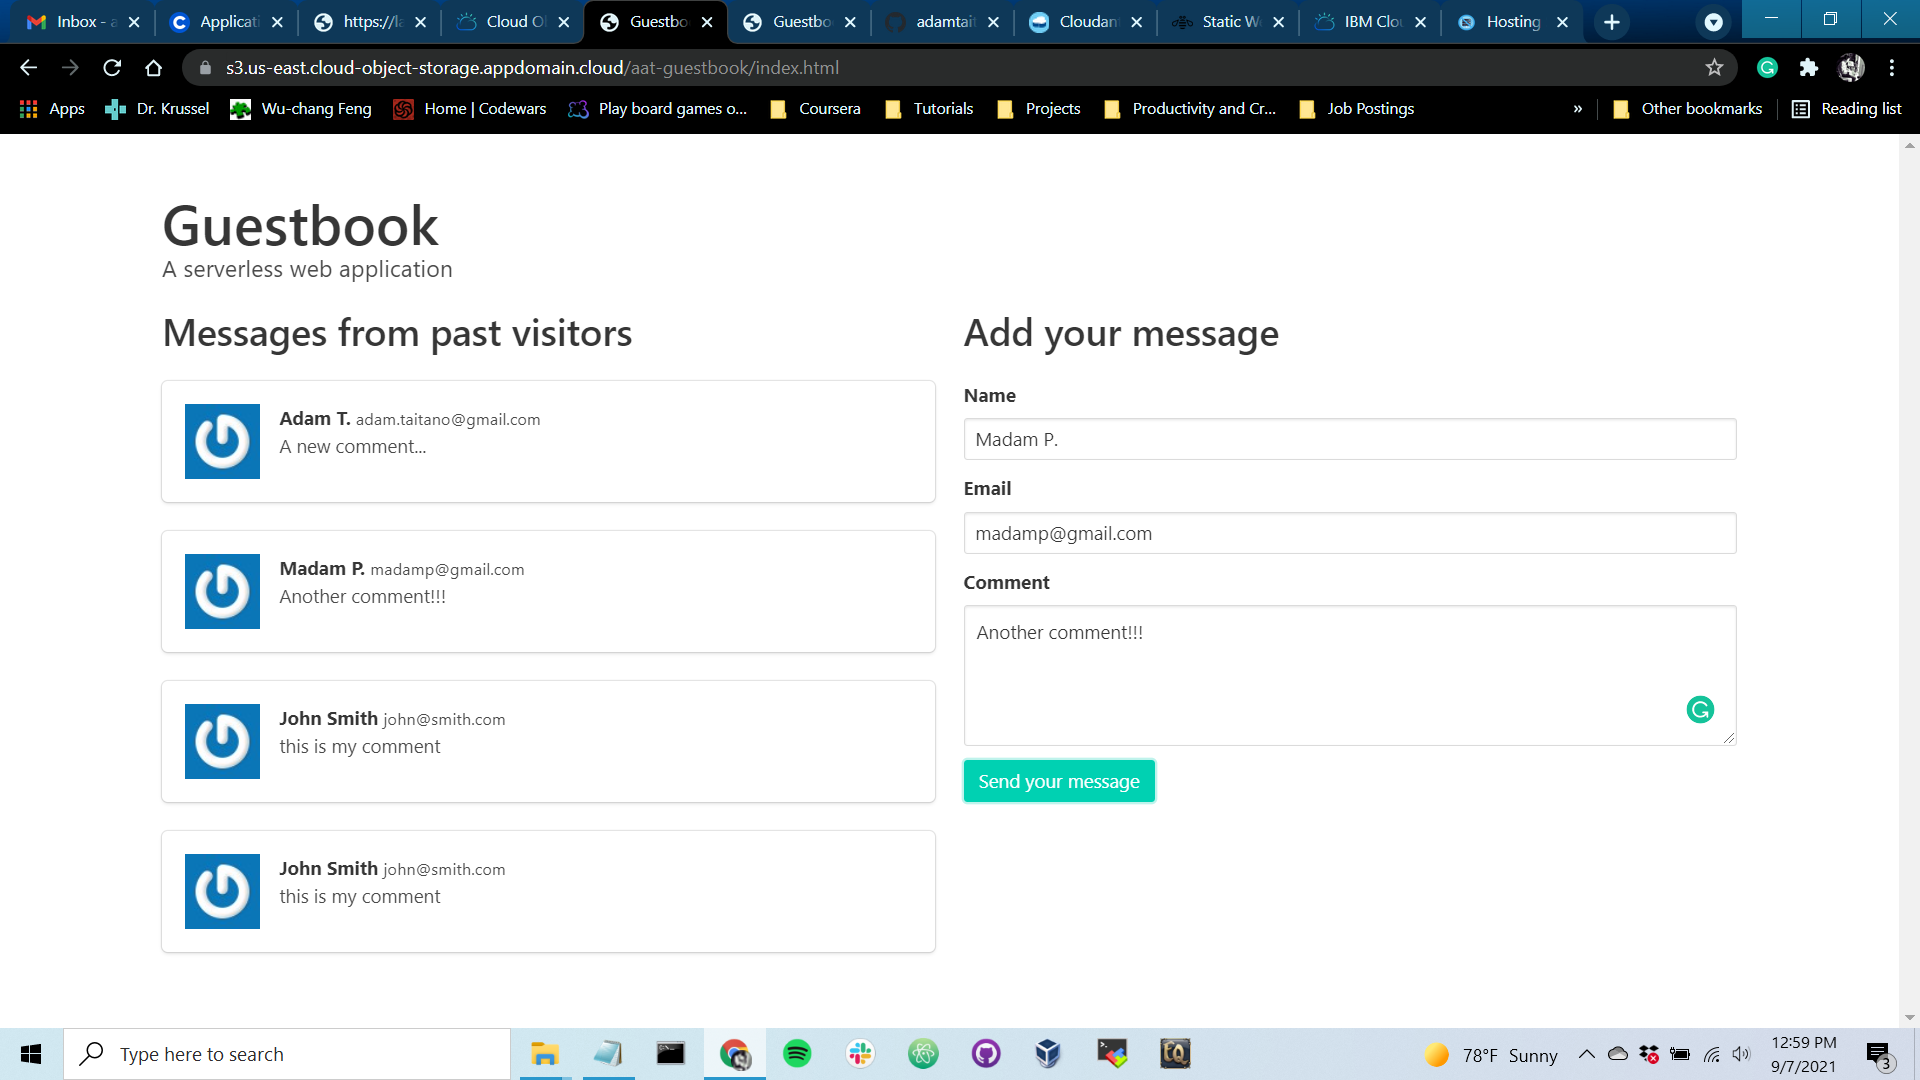 Inbox - a
Applicati
https://la
Cloud Ob
Guestbo
Guestbo
adamtait
Cloudan
Static We
IBM Clou
Hosting
s3.us-east.cloud-object-storage.appdomain.cloud/aat-guestbook/index.html
Apps
Dr. Krussel
Wu-chang Feng
Home | Codewars
Play board games o...
Coursera
Tutorials
Projects
Productivity and Cr...
Job Postings
»
Other bookmarks
Reading list
Guestbook
A serverless web application
Messages from past visitors
Adam T. adam.taitano@gmail.com
A new comment...
Madam P. madamp@gmail.com
Another comment!!!
John Smith john@smith.com
this is my comment
John Smith john@smith.com
this is my comment
Add your message
Name
Madam P.
Email
madamp@gmail.com
Comment
Another comment!!!
Send your message
Type here to search
78°F Sunny
12:59 PM
9/7/2021
3